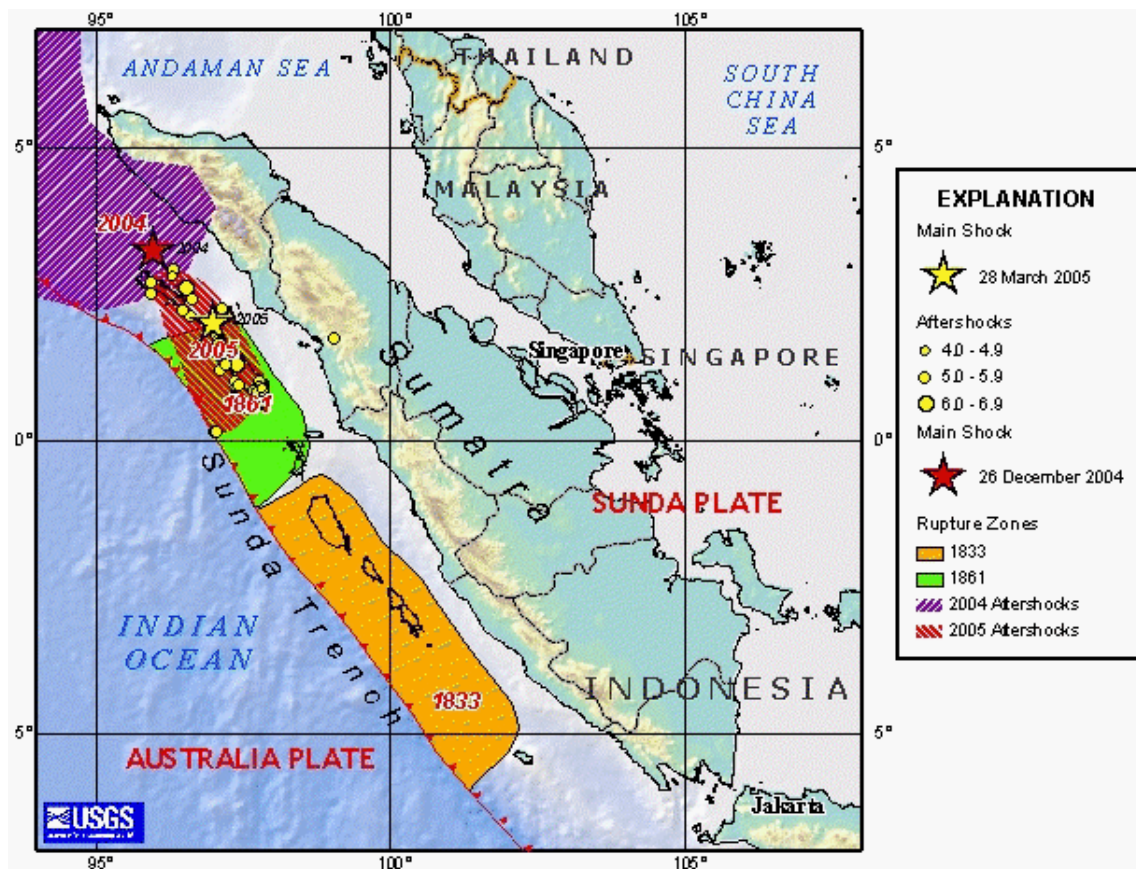 95°
100°
105°
THAILAND
ANDAMAN SEA
SOUTH
CHINA
SEA
5°
5°
MALAYSIA
2004
2004
2005
2005
Singapore
SINGAPORE
1861
Sumatra
0°
0°
SUNDA PLATE
Sunda Trench
INDIAN
OCEAN
INDONESIA
1833
5°
5°
AUSTRALIA PLATE
Jakarta
USGS
95°
100°
105°
EXPLANATION
Main Shock
28 March 2005
Aftershocks
4.0 - 4.9
5.0 - 5.9
6.0 - 6.9
Main Shock
26 December 2004
Rupture Zones
1833
1861
2004 Aftershocks
2005 Aftershocks